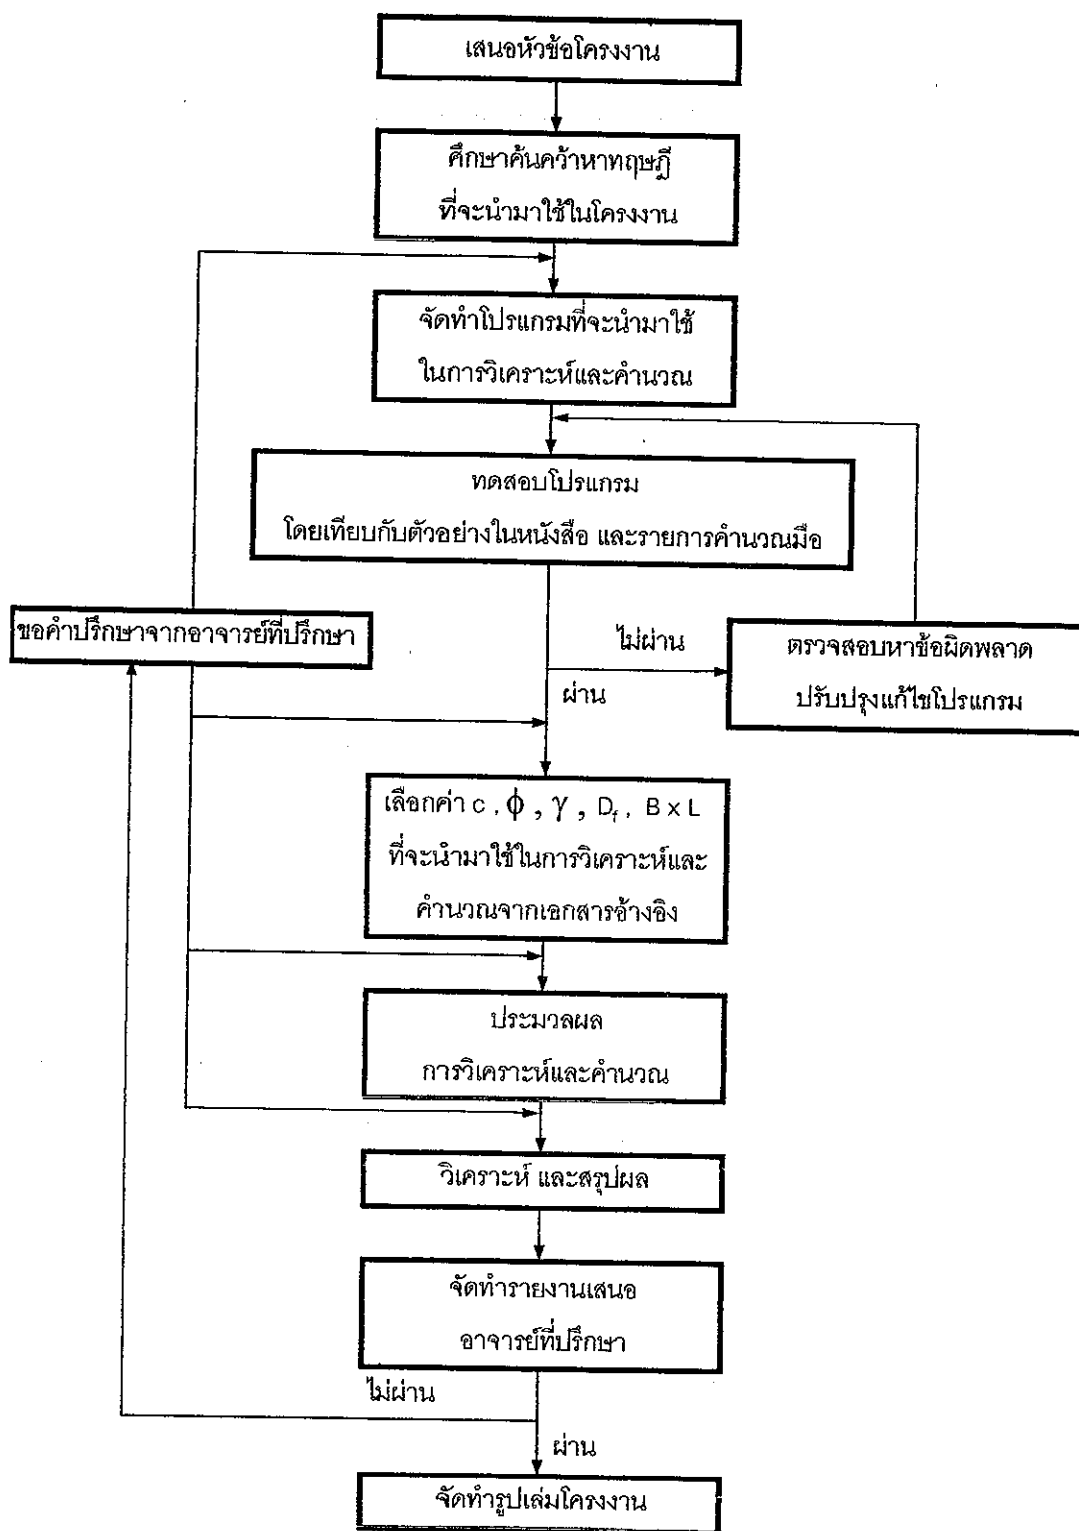 เสนอหัวข้อโครงงาน
ศึกษาค้นคว้าหาทฤษฎี
ที่จะนำมาใช้ในโครงงาน
จัดทำโปรแกรมที่จะนำมาใช้
ในการวิเคราะห์และคำนวณ
ทดสอบโปรแกรม
โดยเทียบกับตัวอย่างในหนังสือ และรายการคำนวณมือ
ขอคำปรึกษาจากอาจารย์ที่ปรึกษา
ไม่ผ่าน
ผ่าน
ตรวจสอบหาข้อผิดพลาด
ปรับปรุงแก้ไขโปรแกรม
เลือกค่า c , ϕ , γ , D_f , B x L
ที่จะนำมาใช้ในการวิเคราะห์และ
คำนวณจากเอกสารอ้างอิง
ประมวลผล
การวิเคราะห์และคำนวณ
วิเคราะห์ และสรุปผล
จัดทำรายงานเสนอ
อาจารย์ที่ปรึกษา
ไม่ผ่าน
ผ่าน
จัดทำรูปเล่มโครงงาน